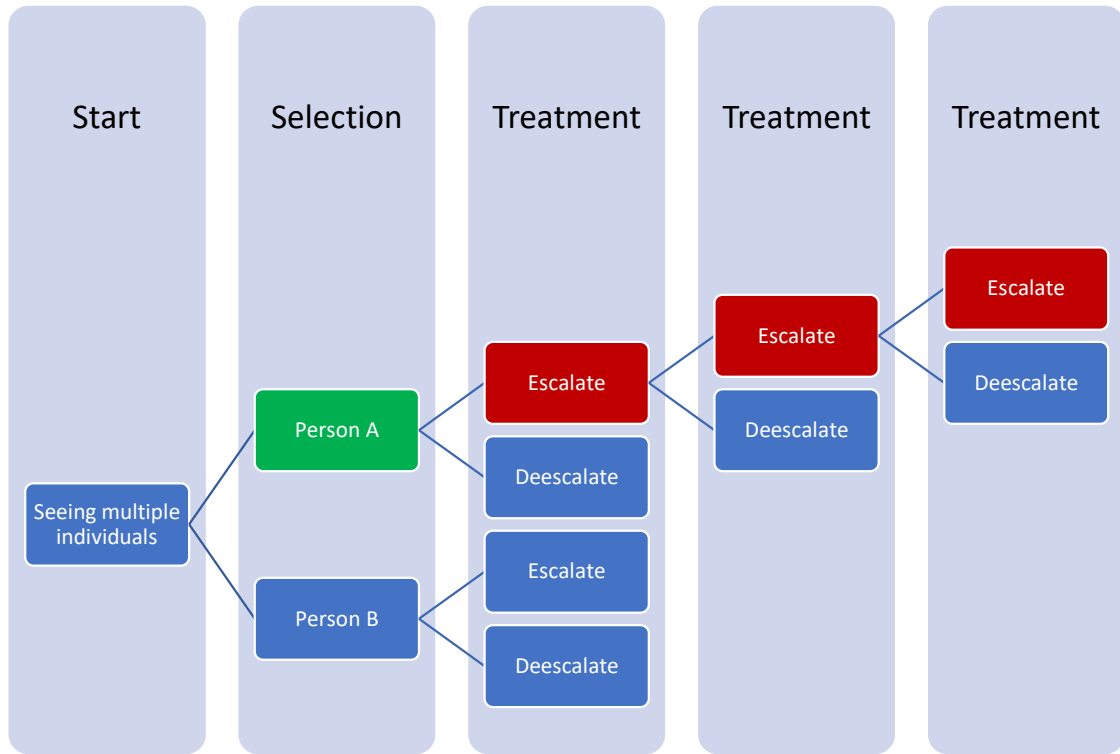 Start
Selection
Treatment
Treatment
Treatment
Seeing multiple
individuals
Person A
Person B
Escalate
Deescalate
Escalate
Deescalate
Escalate
Deescalate
Escalate
Deescalate